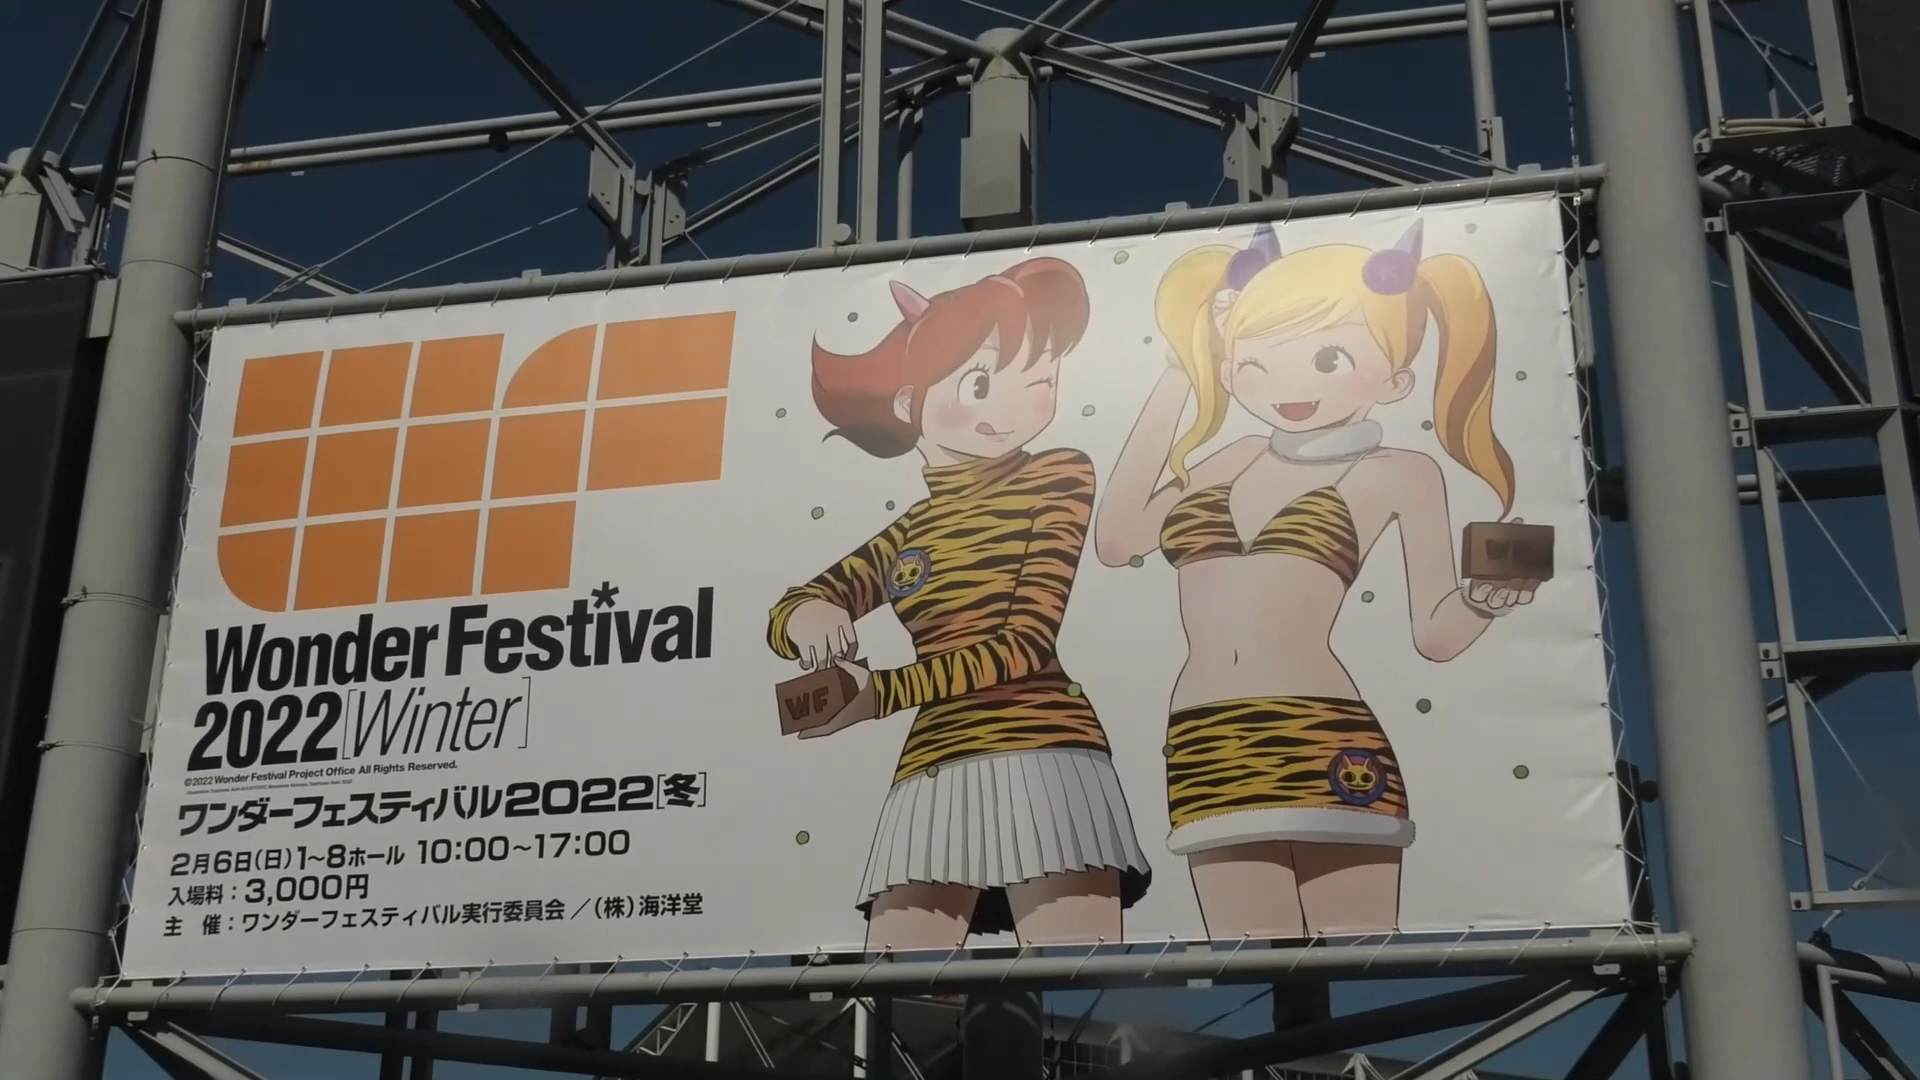 WF
Wonder Festival
2022[Winter]
©2022 Wonder Festival Project Office All Rights Reserved.
ワンダーフェスティバル2022[冬]
2月6日(日)1~8ホール 10:00~17:00
入場料:3,000円
主 催:ワンダーフェスティバル実行委員会/(株)海洋堂
WF
WF